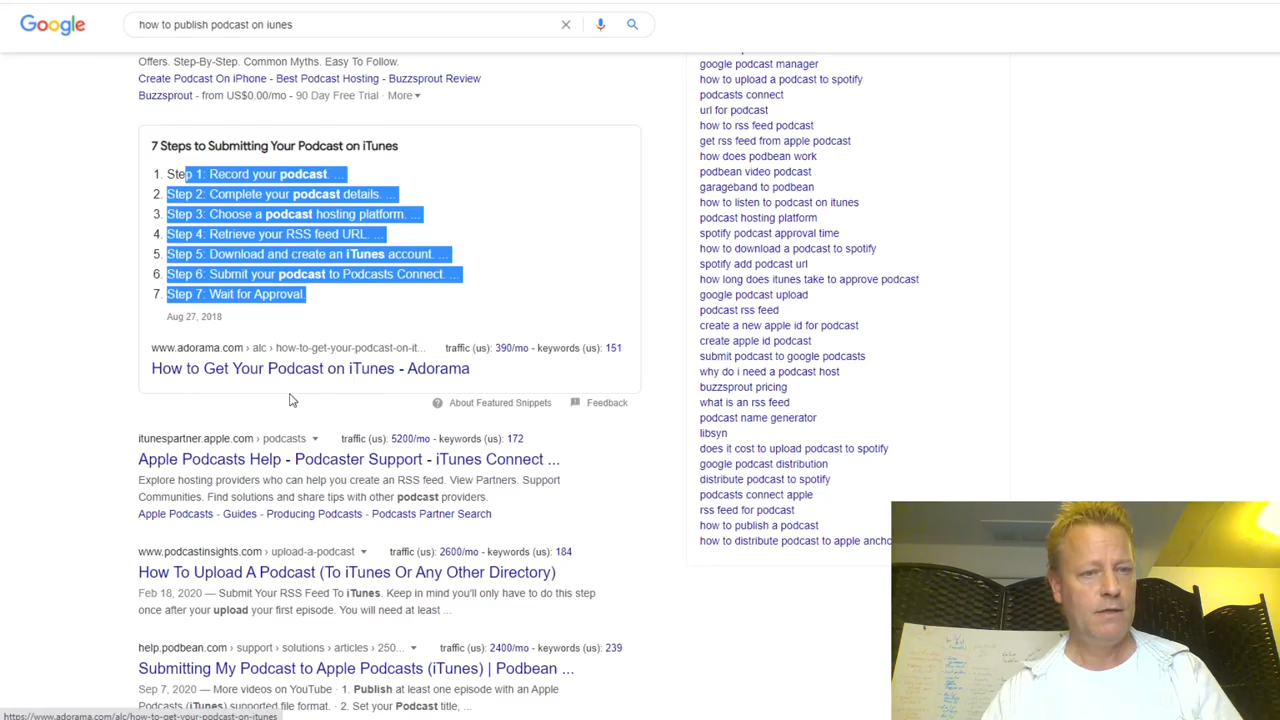 Google
how to publish podcast on iunes
Offers. Step-By-Step. Common Myths. Easy To Follow.
Create Podcast On iPhone - Best Podcast Hosting - Buzzsprout Review
Buzzsprout - from US$0.00/mo - 90 Day Free Trial · More
7 Steps to Submitting Your Podcast on iTunes
1. Step 1: Record your podcast. ...
2. Step 2: Complete your podcast details. ...
3. Step 3: Choose a podcast hosting platform. ...
4. Step 4: Retrieve your RSS feed URL. ...
5. Step 5: Download and create an iTunes account. ...
6. Step 6: Submit your podcast to Podcasts Connect. ...
7. Step 7: Wait for Approval.
Aug 27, 2018
www.adorama.com › alc › how-to-get-your-podcast-on-it... traffic (us): 390/mo - keywords (us): 151
How to Get Your Podcast on iTunes - Adorama
About Featured Snippets Feedback
itunespartner.apple.com › podcasts traffic (us): 5200/mo - keywords (us): 172
Apple Podcasts Help - Podcaster Support - iTunes Connect ...
Explore hosting providers who can help you create an RSS feed. View Partners. Support
Communities. Find solutions and share tips with other podcast providers.
Apple Podcasts - Guides - Producing Podcasts - Podcasts Partner Search
www.podcastinsights.com › upload-a-podcast traffic (us): 2600/mo - keywords (us): 184
How To Upload A Podcast (To iTunes Or Any Other Directory)
Feb 18, 2020 — Submit Your RSS Feed To iTunes. Keep in mind you'll only have to do this step
once after your upload your first episode. You will need at least ...
help.podbean.com › support › solutions › articles › 250... traffic (us): 2400/mo - keywords (us): 239
Submitting My Podcast to Apple Podcasts (iTunes) | Podbean ...
Sep 7, 2020 — More videos on YouTube · 1. Publish at least one episode with an Apple
Podcasts (iTunes) supported file format. · 2. Set your Podcast title, ...
https://www.adorama.com/alc/how-to-get-your-podcast-on-itunes
google podcast manager
how to upload a podcast to spotify
podcasts connect
url for podcast
how to rss feed podcast
get rss feed from apple podcast
how does podbean work
podbean video podcast
garageband to podbean
how to listen to podcast on itunes
podcast hosting platform
spotify podcast approval time
how to download a podcast to spotify
spotify add podcast url
how long does itunes take to approve podcast
google podcast upload
podcast rss feed
create a new apple id for podcast
create apple id podcast
submit podcast to google podcasts
why do i need a podcast host
buzzsprout pricing
what is an rss feed
podcast name generator
libsyn
does it cost to upload podcast to spotify
google podcast distribution
distribute podcast to spotify
podcasts connect apple
rss feed for podcast
how to publish a podcast
how to distribute podcast to apple ancho